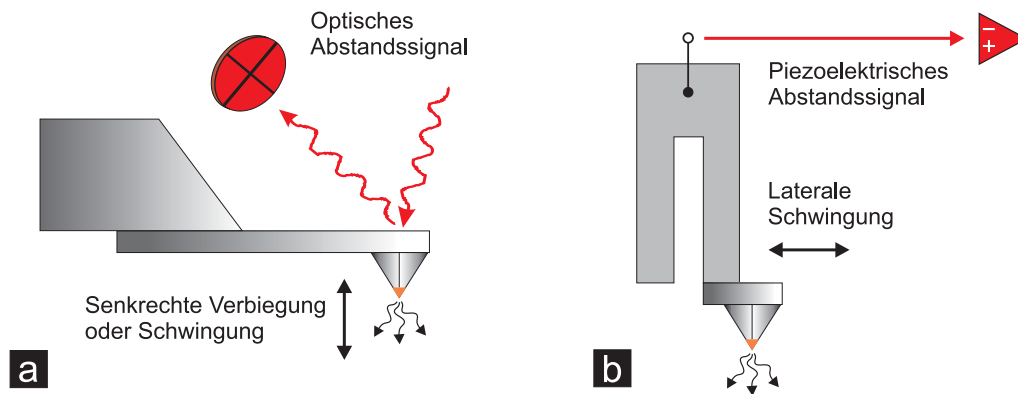 Optisches
Abstandssignal
Senkrechte Verbiegung
oder Schwingung
a
−
+
Piezoelektrisches
Abstandssignal
Laterale
Schwingung
b